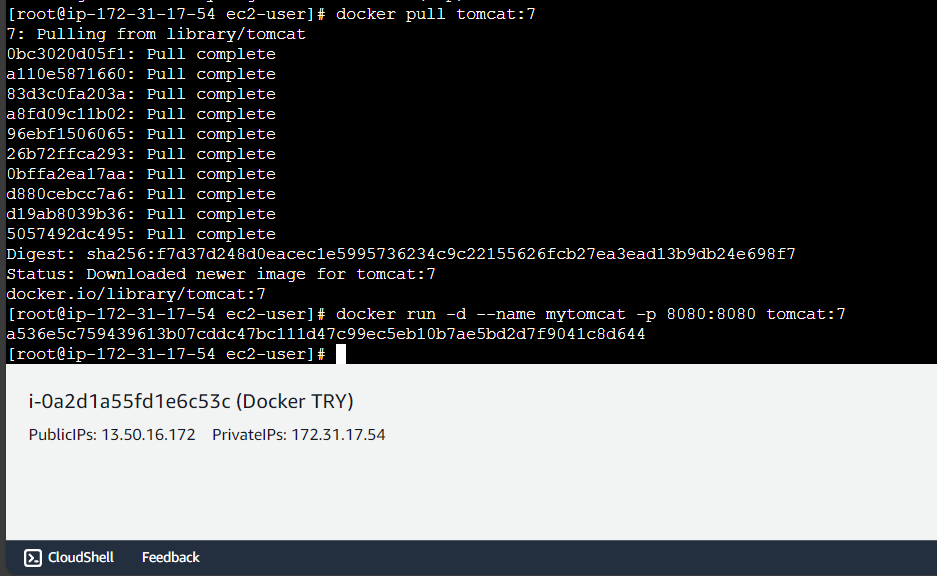 [root@ip-172-31-17-54 ec2-user]# docker pull tomcat:7
7: Pulling from library/tomcat
0bc3020d05f1: Pull complete
a110e5871660: Pull complete
83d3c0fa203a: Pull complete
a8fd09c11b02: Pull complete
96ebf1506065: Pull complete
26b72ffca293: Pull complete
0bffa2ea17aa: Pull complete
d880cebcc7a6: Pull complete
d19ab8039b36: Pull complete
5057492dc495: Pull complete
Digest: sha256:f7d37d248d0eacec1e5995736234c9c22155626fcb27ea3ead13b9db24e698f7
Status: Downloaded newer image for tomcat:7
docker.io/library/tomcat:7
[root@ip-172-31-17-54 ec2-user]# docker run -d --name mytomcat -p 8080:8080 tomcat:7
a536e5c759439613b07cddc47bc111d47c99ec5eb10b7ae5bd2d7f9041c8d644
[root@ip-172-31-17-54 ec2-user]#
i-0a2d1a55fd1e6c53c (Docker TRY)
PublicIPs: 13.50.16.172 PrivateIPs: 172.31.17.54
CloudShell Feedback